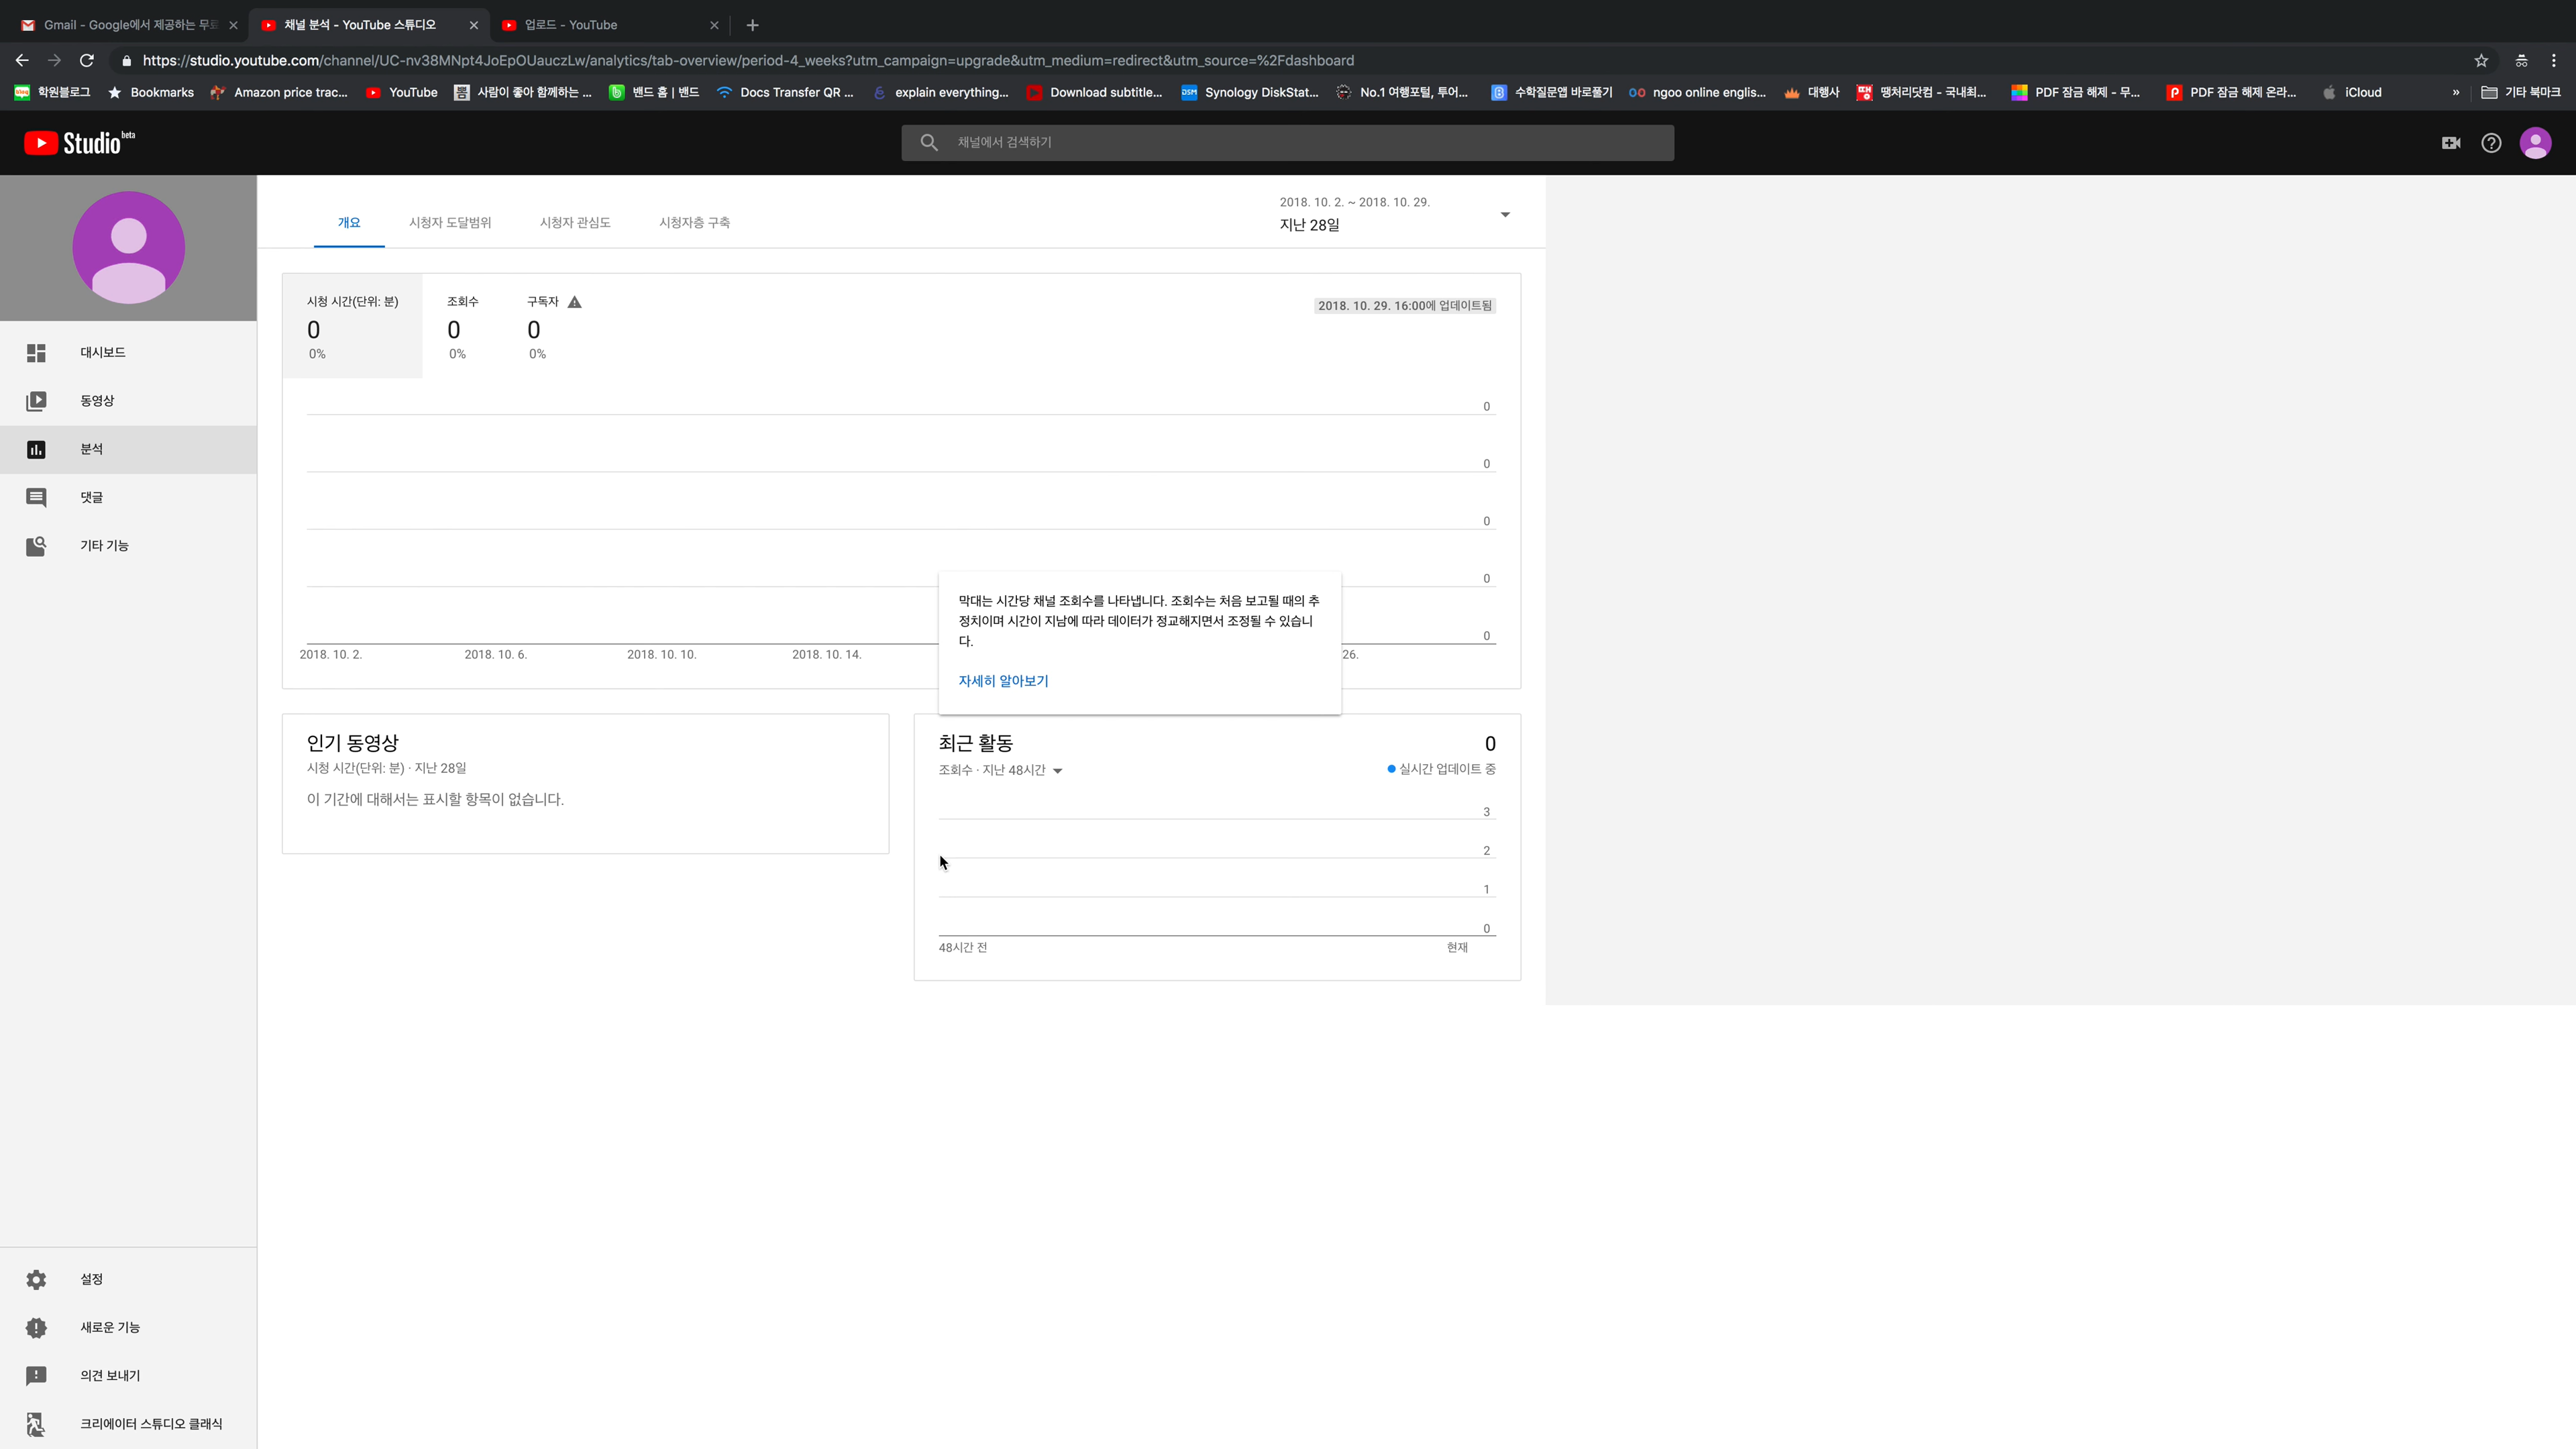 Gmail - Google에서 제공하는 무료
채널 분석 - YouTube 스튜디오
업로드 - YouTube
https://studio.youtube.com/channel/UC-nv38MNpt4JoEpOUauczLw/analytics/tab-overview/period-4_weeks?utm_campaign=upgrade&utm_medium=redirect&utm_source=%2Fdashboard
학원블로그 Bookmarks Amazon price trac... YouTube 사람이 좋아 함께하는 ... 밴드 홈 | 밴드 Docs Transfer QR ... explain everything... Download subtitle... Synology DiskStat... No.1 여행포털, 투어... 수학질문앱 바로풀기 ngoo online englis... 대행사 땡처리닷컴 - 국내최... PDF 잠금 해제 - 무... PDF 잠금 해제 온라... iCloud » 기타 북마크
Studio beta
채널에서 검색하기
개요 시청자 도달범위 시청자 관심도 시청자층 구축
2018. 10. 2. ~ 2018. 10. 29.
지난 28일
대시보드
동영상
분석
댓글
기타 기능
설정
새로운 기능
의견 보내기
크리에이터 스튜디오 클래식
시청 시간(단위: 분) 조회수 구독자
0 0 0
0% 0% 0%
2018. 10. 29. 16:00에 업데이트됨
0
0
0
0
0
2018. 10. 2. 2018. 10. 6. 2018. 10. 10. 2018. 10. 14. 26.
막대는 시간당 채널 조회수를 나타냅니다. 조회수는 처음 보고될 때의 추
정치이며 시간이 지남에 따라 데이터가 정교해지면서 조정될 수 있습니
다.
자세히 알아보기
인기 동영상
시청 시간(단위: 분) · 지난 28일
이 기간에 대해서는 표시할 항목이 없습니다.
최근 활동 0
조회수 · 지난 48시간 실시간 업데이트 중
3
2
1
0
48시간 전 현재